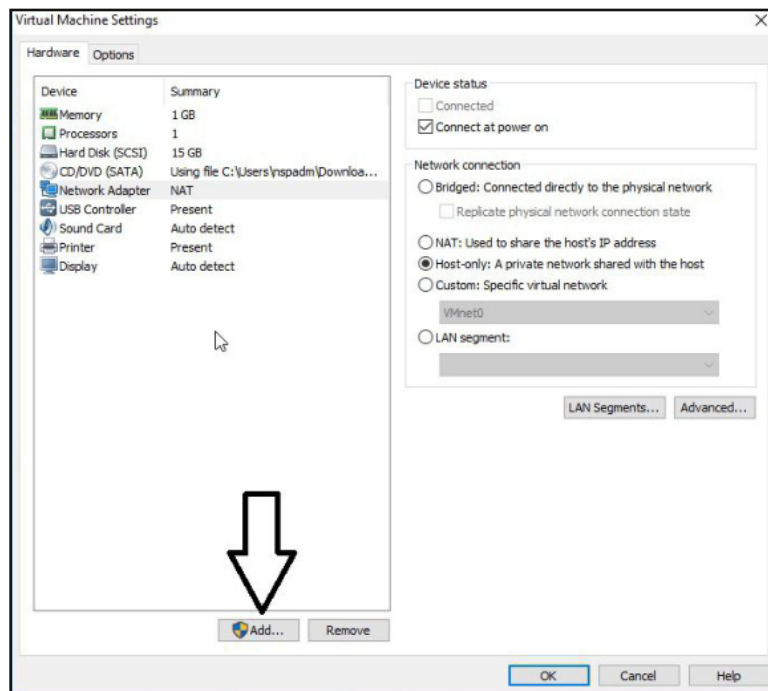 Virtual Machine Settings
Hardware Options
Device Summary
Memory 1 GB
Processors 1
Hard Disk (SCSI) 15 GB
CD/DVD (SATA) Using file C:\Users\nspadm\Downloa...
Network Adapter NAT
USB Controller Present
Sound Card Auto detect
Printer Present
Display Auto detect
Add... Remove
Device status
Connected
Connect at power on
Network connection
Bridged: Connected directly to the physical network
Replicate physical network connection state
NAT: Used to share the host's IP address
Host-only: A private network shared with the host
Custom: Specific virtual network
VMnet0
LAN segment:
LAN Segments... Advanced...
OK Cancel Help